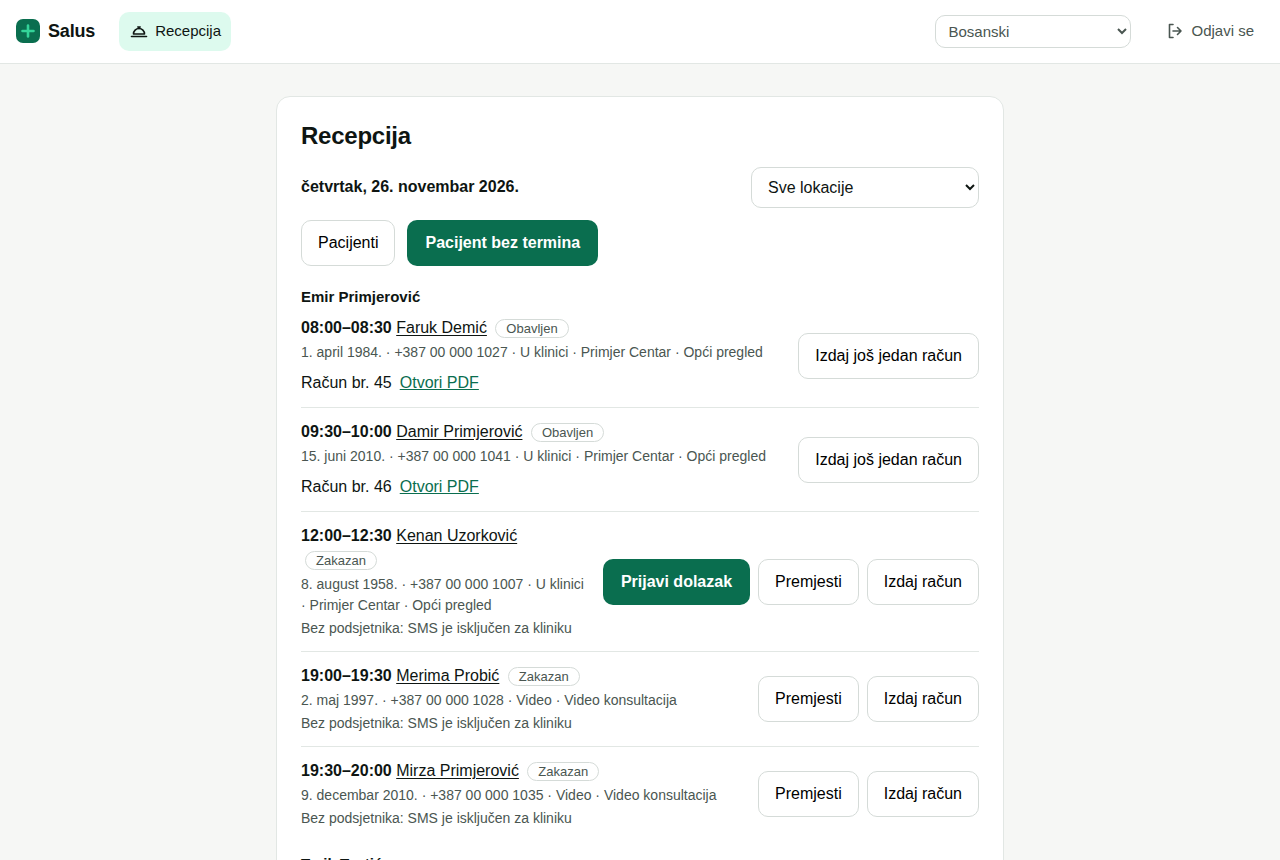 Salus
Recepcija
Bosanski
Odjavi se
Recepcija
četvrtak, 26. novembar 2026.
Sve lokacije
Pacijenti
Pacijent bez termina
Emir Primjerović
08:00–08:30 Faruk Demić Obavljen
1. april 1984. · +387 00 000 1027 · U klinici · Primjer Centar · Opći pregled
Račun br. 45 Otvori PDF
Izdaj još jedan račun
09:30–10:00 Damir Primjerović Obavljen
15. juni 2010. · +387 00 000 1041 · U klinici · Primjer Centar · Opći pregled
Račun br. 46 Otvori PDF
Izdaj još jedan račun
12:00–12:30 Kenan Uzorković
Zakazan
8. august 1958. · +387 00 000 1007 · U klinici
· Primjer Centar · Opći pregled
Bez podsjetnika: SMS je isključen za kliniku
Prijavi dolazak
Premjesti
Izdaj račun
19:00–19:30 Merima Probić Zakazan
2. maj 1997. · +387 00 000 1028 · Video · Video konsultacija
Bez podsjetnika: SMS je isključen za kliniku
Premjesti
Izdaj račun
19:30–20:00 Mirza Primjerović Zakazan
9. decembar 2010. · +387 00 000 1035 · Video · Video konsultacija
Bez podsjetnika: SMS je isključen za kliniku
Premjesti
Izdaj račun